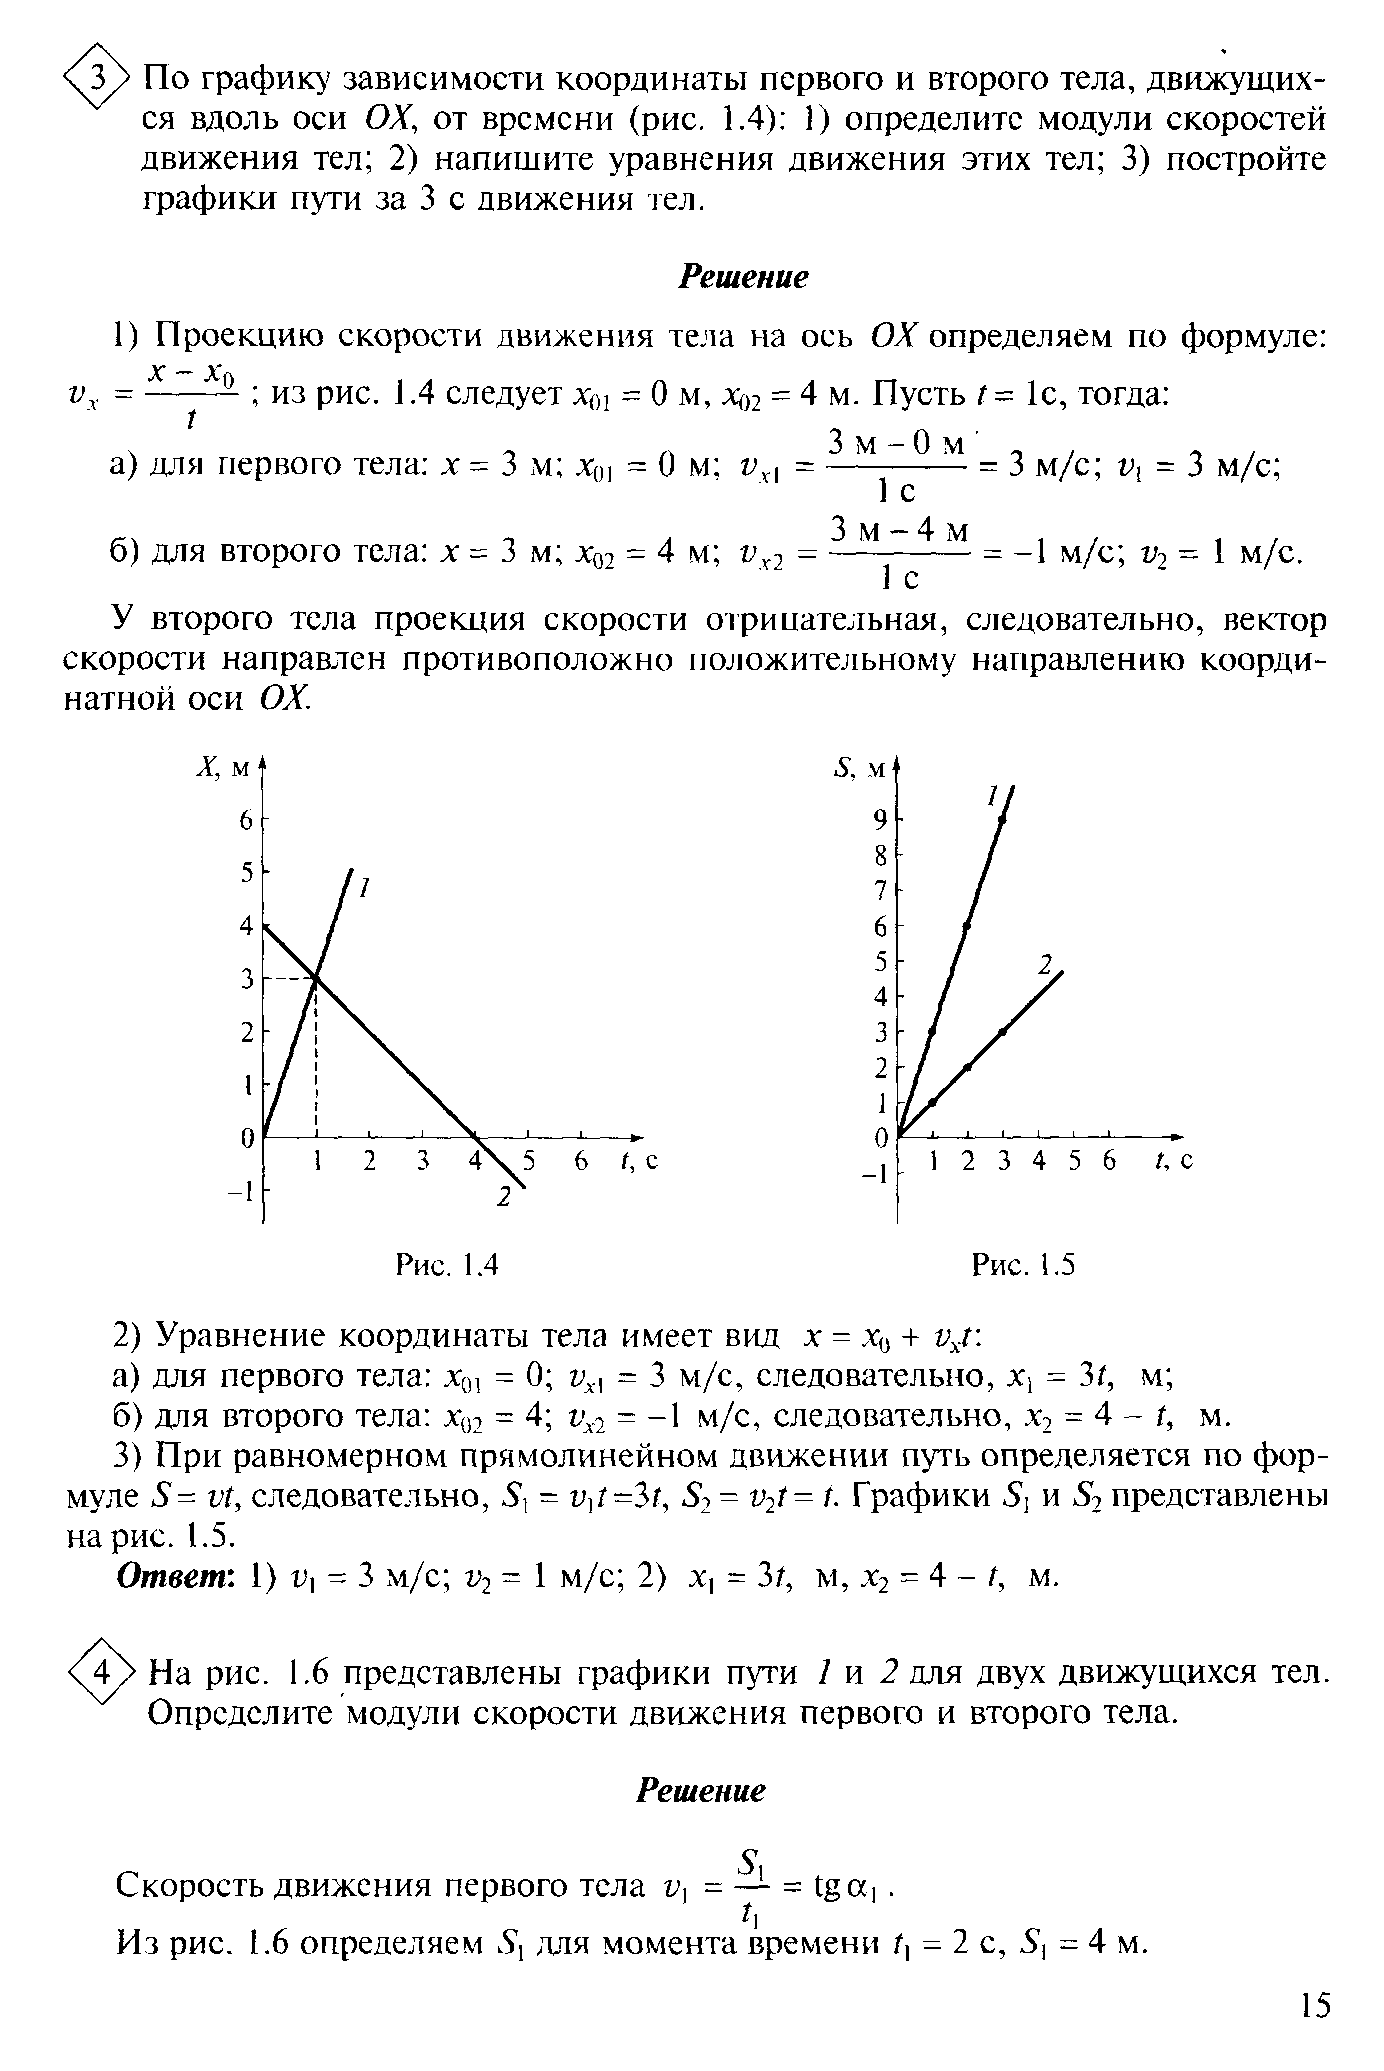 3 По графику зависимости координаты первого и второго тела, движущих-
ся вдоль оси OX, от времени (рис. 1.4): 1) определите модули скоростей
движения тел; 2) напишите уравнения движения этих тел; 3) постройте
графики пути за 3 с движения тел.
Решение
1) Проекцию скорости движения тела на ось OX определяем по формуле:
vₓ = (x − x₀)/t ; из рис. 1.4 следует x₀₁ = 0 м, x₀₂ = 4 м. Пусть t = 1с, тогда:
а) для первого тела: x = 3 м; x₀₁ = 0 м; vₓ₁ = (3 м − 0 м)/1 с = 3 м/с; v₁ = 3 м/с;
б) для второго тела: x = 3 м; x₀₂ = 4 м; vₓ₂ = (3 м − 4 м)/1 с = −1 м/с; v₂ = 1 м/с.
У второго тела проекция скорости отрицательная, следовательно, вектор
скорости направлен противоположно положительному направлению коорди-
натной оси OX.
X, м
6
5
4
3
2
1
0
−1
1 2 3 4 5 6 t, с
1
2
Рис. 1.4
S, м
9
8
7
6
5
4
3
2
1
0
−1
1 2 3 4 5 6 t, с
1
2
Рис. 1.5
2) Уравнение координаты тела имеет вид x = x₀ + vₓt:
а) для первого тела: x₀₁ = 0; vₓ₁ = 3 м/с, следовательно, x₁ = 3t, м;
б) для второго тела: x₀₂ = 4; vₓ₂ = −1 м/с, следовательно, x₂ = 4 − t, м.
3) При равномерном прямолинейном движении путь определяется по фор-
муле S = vt, следовательно, S₁ = v₁t =3t, S₂ = v₂t = t. Графики S₁ и S₂ представлены
на рис. 1.5.
Ответ: 1) v₁ = 3 м/с; v₂ = 1 м/с; 2) x₁ = 3t, м, x₂ = 4 − t, м.
4 На рис. 1.6 представлены графики пути 1 и 2 для двух движущихся тел.
Определите модули скорости движения первого и второго тела.
Решение
Скорость движения первого тела v₁ = S₁/t₁ = tg α₁ .
Из рис. 1.6 определяем S₁ для момента времени t₁ = 2 с, S₁ = 4 м.
15